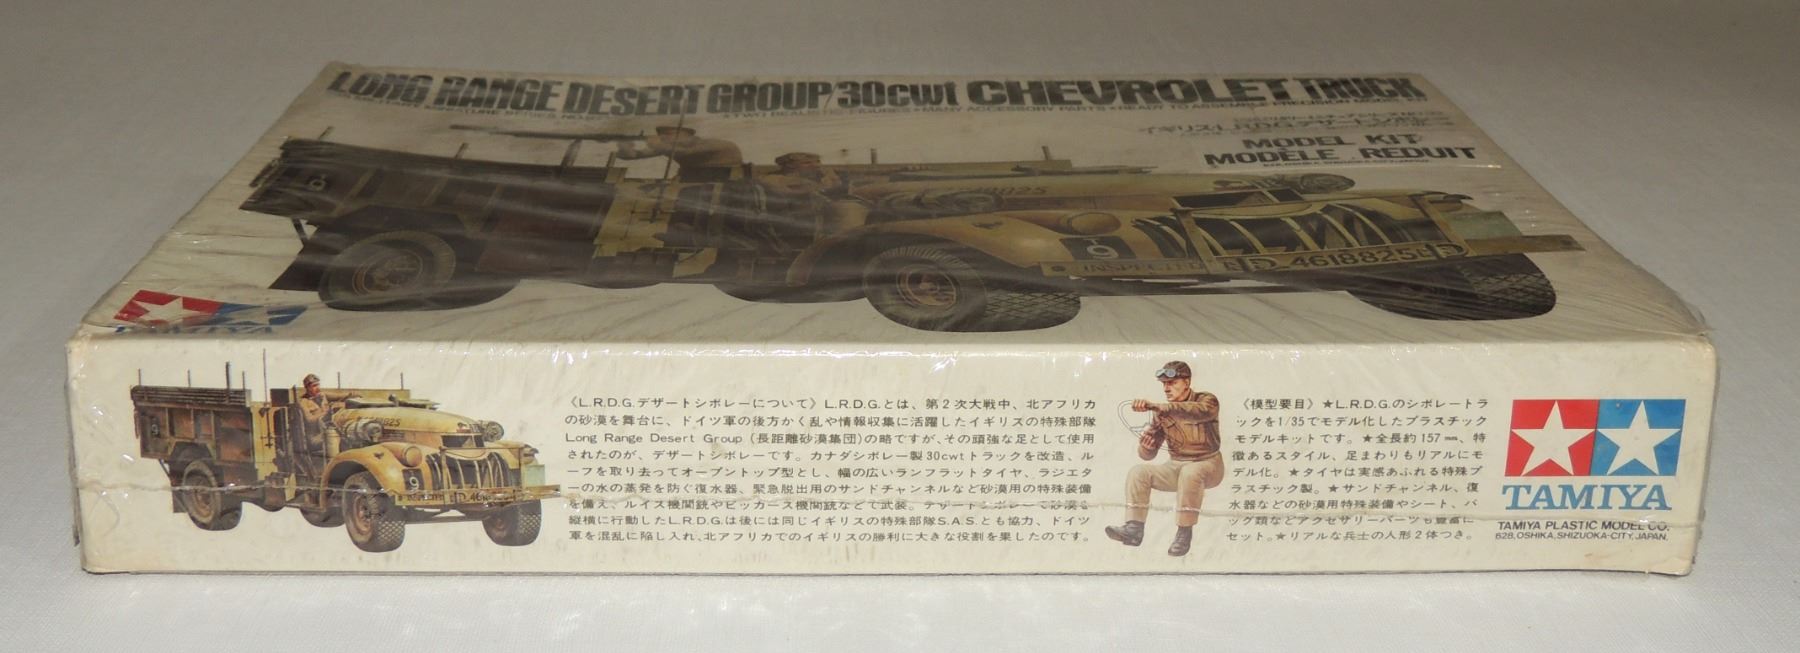 LONG RANGE DESERT GROUP/30cwt CHEVROLET TRUCK
MODEL KIT
MODÈLE RÉDUIT
18825
9
INSPECTED
D 4618825
TAMIYA
《L.R.D.G.デザートシボレーについて》L.R.D.G.とは、第2次大戦中、北アフリカ
の砂漠を舞台に、ドイツ軍の後方かく乱や情報収集に活躍したイギリスの特殊部隊
Long Range Desert Group（長距離砂漠集団）の略ですが、その頑強な足として使用
されたのが、デザートシボレーです。カナダシボレー製30cwtトラックを改造、ル
ーフを取り去ってオープントップ型とし、幅の広いランフラットタイヤ、ラジエタ
ーの水の蒸発を防ぐ復水器、緊急脱出用のサンドチャンネルなど砂漠用の特殊装備
を備え、ルイス機関銃やビッカース機関銃などで武装。デザートシボレーで砂漠を
縦横に行動したL.R.D.G.は後には同じイギリスの特殊部隊S.A.S.とも協力、ドイツ
軍を混乱に陥し入れ、北アフリカでのイギリスの勝利に大きな役割を果したのです。
《模型要目》★L.R.D.G.のシボレートラ
ックを1/35でモデル化したプラスチック
モデルキットです。★全長約157mm、特
徴あるスタイル、足まわりもリアルにモ
デル化。★タイヤは実感あふれる特殊プ
ラスチック製。★サンドチャンネル、復
水器などの砂漠用特殊装備やシート、バ
ッグ類などアクセサリーパーツも豊富に
セット。★リアルな兵士の人形2体つき。
TAMIYA
TAMIYA PLASTIC MODEL CO.
628, OSHIKA, SHIZUOKA-CITY, JAPAN.